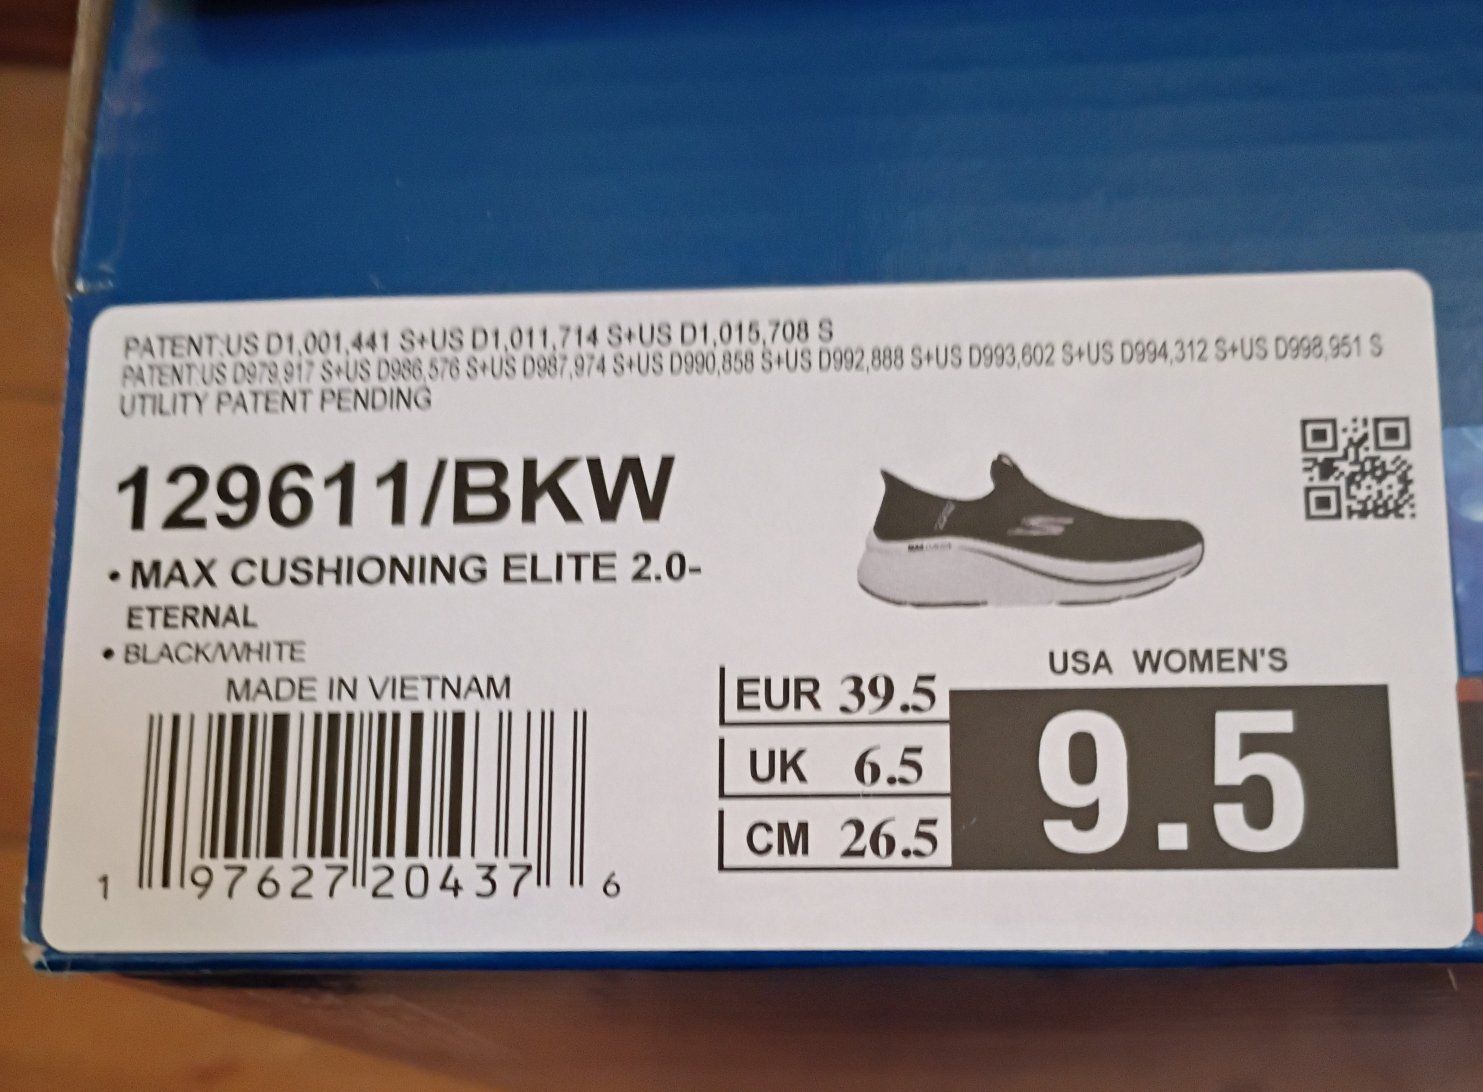 PATENT:US D1,001,441 S+US D1,011,714 S+US D1,015,708 S
PATENT:US D979,917 S+US D986,576 S+US D987,974 S+US D990,858 S+US D992,888 S+US D993,602 S+US D994,312 S+US D998,951 S
UTILITY PATENT PENDING
129611/BKW
• MAX CUSHIONING ELITE 2.0-
ETERNAL
• BLACK/WHITE
MADE IN VIETNAM
1 97627 20437 6
USA WOMEN'S
EUR 39.5
UK 6.5
CM 26.5
9.5